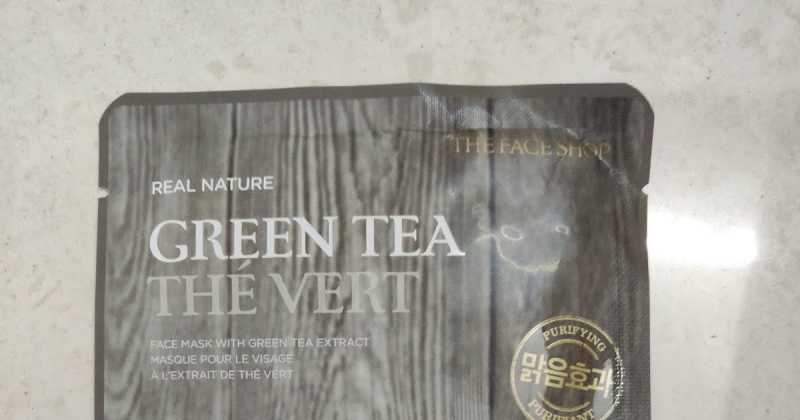 THE FACE SHOP
REAL NATURE
GREEN TEA
THÉ VERT
FACE MASK WITH GREEN TEA EXTRACT
MASQUE POUR LE VISAGE
À L'EXTRAIT DE THÉ VERT
PURIFYING
맑음효과
PURIFIANT